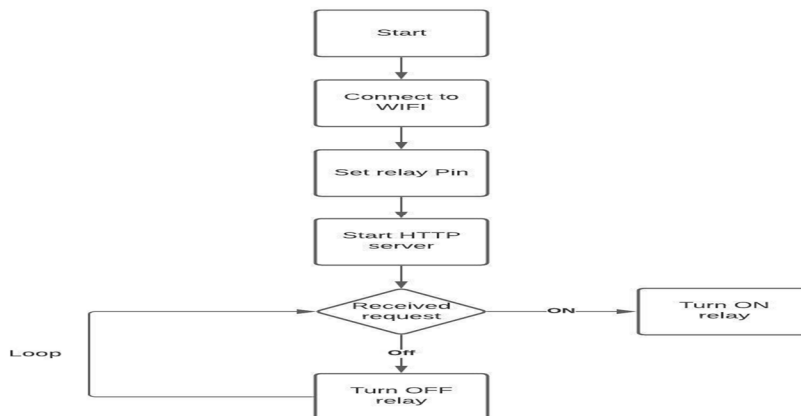 Start
Connect to
WIFI
Set relay Pin
Start HTTP
server
Received
request
ON
Turn ON
relay
Loop
Off
Turn OFF
relay